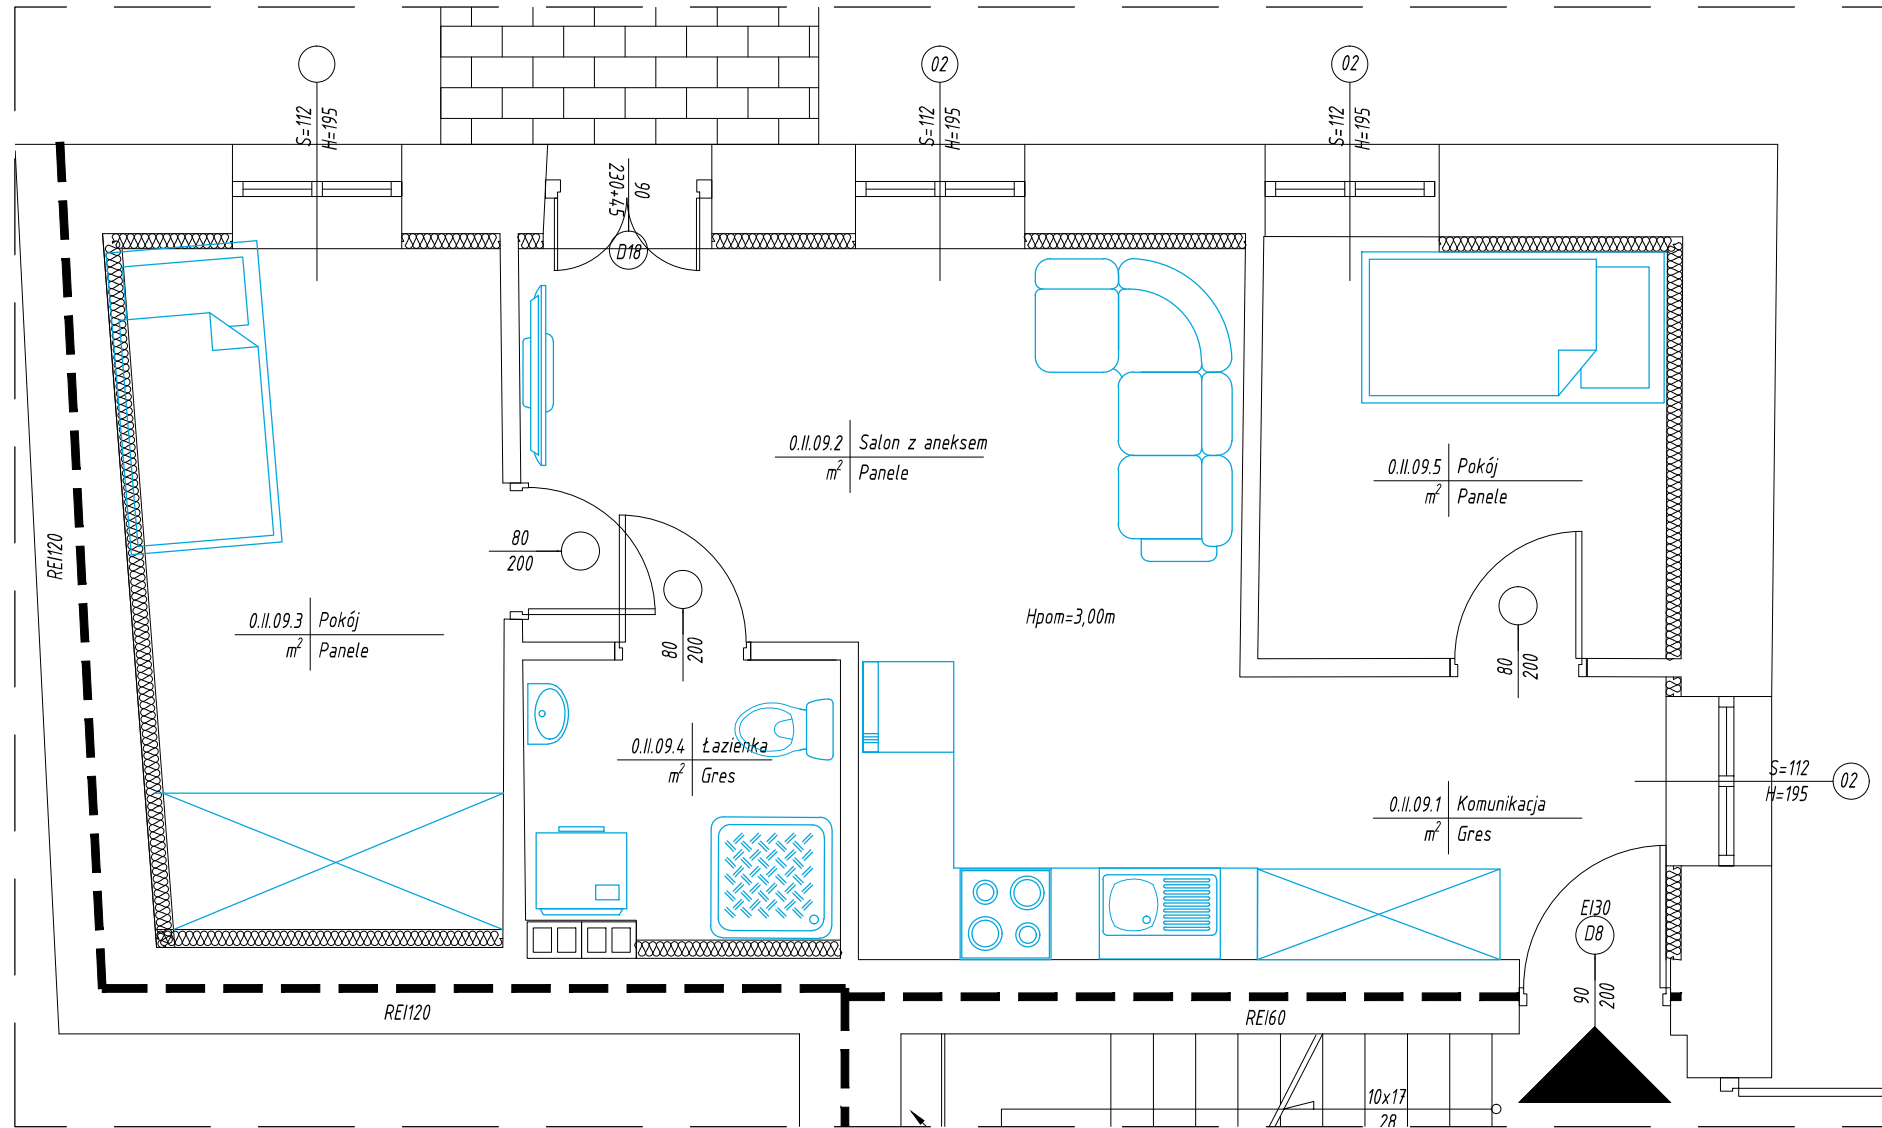 02
02
S=112
H=195
S=112
H=195
S=112
H=195
90
230+45
D18
0.II.09.2 Salon z aneksem
m² Panele
0.II.09.5 Pokój
m² Panele
REI120
80
200
0.II.09.3 Pokój
m² Panele
Hpom=3,00m
80
200
80
200
0.II.09.4 Łazienka
m² Gres
S=112
H=195
02
0.II.09.1 Komunikacja
m² Gres
EI30
D8
90
200
REI120
REI60
10x17
28